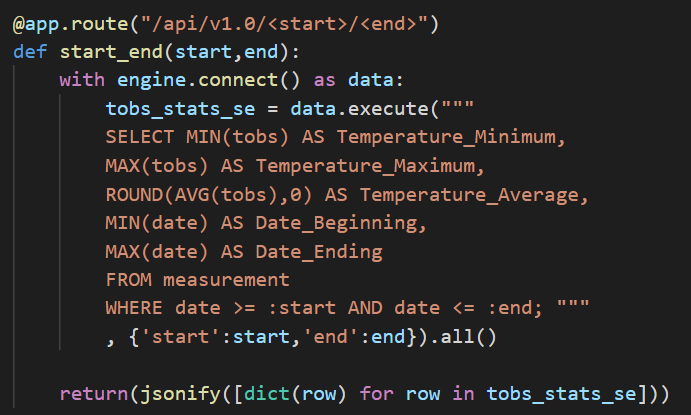 @app.route("/api/v1.0/<start>/<end>")
def start_end(start,end):
    with engine.connect() as data:
        tobs_stats_se = data.execute("""
        SELECT MIN(tobs) AS Temperature_Minimum,
        MAX(tobs) AS Temperature_Maximum,
        ROUND(AVG(tobs),0) AS Temperature_Average,
        MIN(date) AS Date_Beginning,
        MAX(date) AS Date_Ending
        FROM measurement
        WHERE date >= :start AND date <= :end; """
        , {'start':start,'end':end}).all()

    return(jsonify([dict(row) for row in tobs_stats_se]))